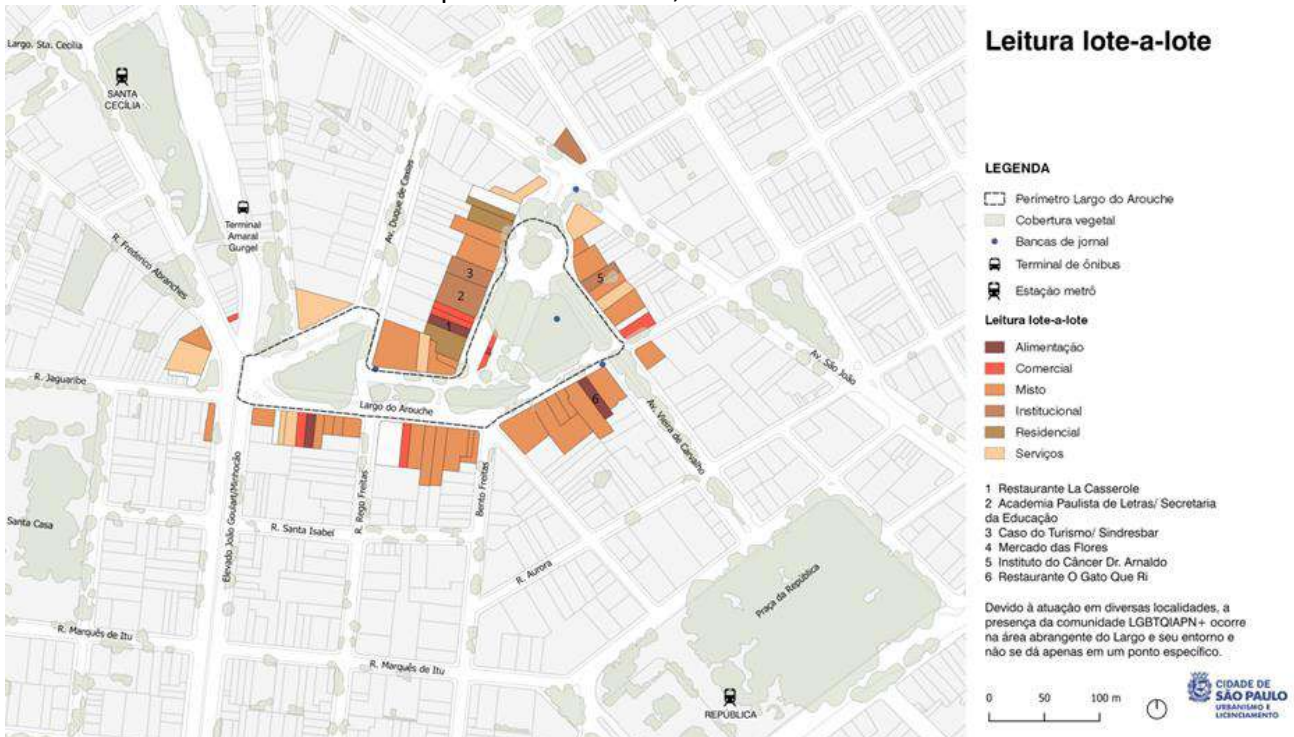 Leitura lote-a-lote
Largo. Sta. Cecília
SANTA
CECÍLIA
Terminal
Amaral
Gurgel
R. Frederico Abranches
Av. Duque de Caxias
R. Jaguaribe
Largo do Arouche
Av. São João
Av. Vieira de Carvalho
Santa Casa
Elevado João Goulart/Minhocão
R. Rego Freitas
Bento Freitas
R. Santa Isabel
R. Aurora
Praça da República
R. Marquês de Itu
R. Marquês de Itu
REPÚBLICA
1
2
3
4
5
6
LEGENDA
Perímetro Largo do Arouche
Cobertura vegetal
Bancas de jornal
Terminal de ônibus
Estação metrô
Leitura lote-a-lote
Alimentação
Comercial
Misto
Institucional
Residencial
Serviços
1 Restaurante La Casserole
2 Academia Paulista de Letras/ Secretaria
da Educação
3 Caso do Turismo/ Sindresbar
4 Mercado das Flores
5 Instituto do Câncer Dr. Arnaldo
6 Restaurante O Gato Que Ri
Devido à atuação em diversas localidades, a
presença da comunidade LGBTQIAPN+ ocorre
na área abrangente do Largo e seu entorno e
não se dá apenas em um ponto específico.
0 50 100 m
CIDADE DE
SÃO PAULO
URBANISMO E
LICENCIAMENTO